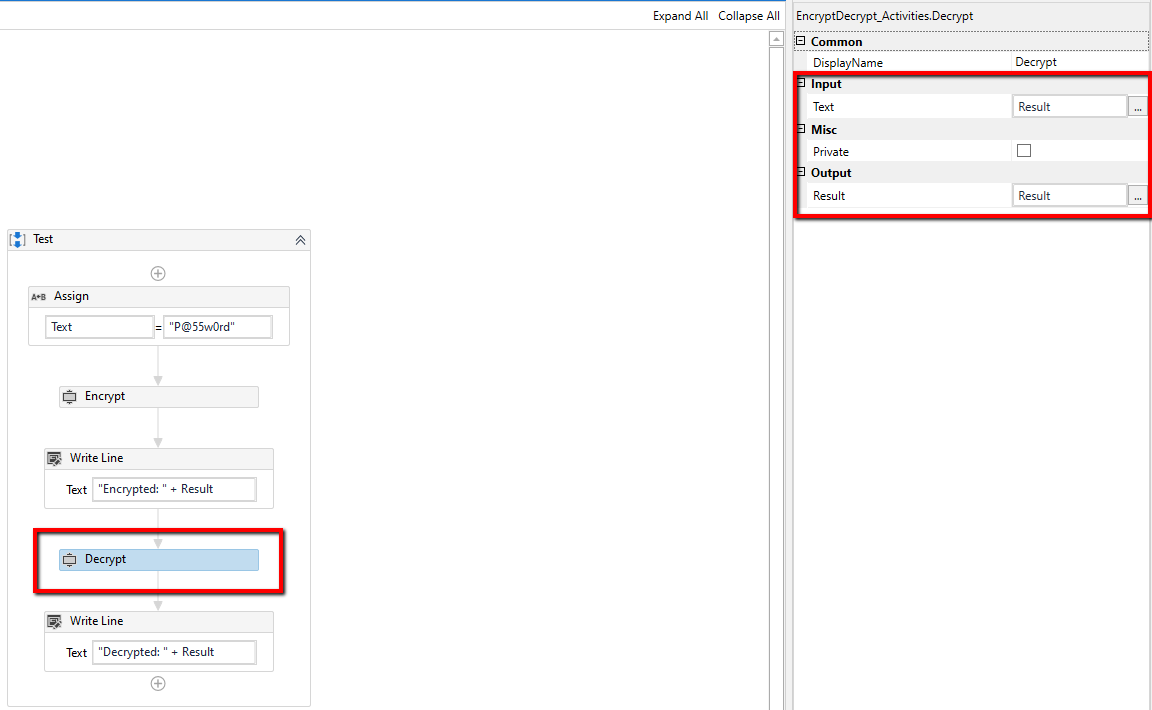 Expand All Collapse All
Test
A+B Assign
Text = "P@55w0rd"
Encrypt
Write Line
Text "Encrypted: " + Result
Decrypt
Write Line
Text "Decrypted: " + Result
EncryptDecrypt_Activities.Decrypt
Common
DisplayName Decrypt
Input
Text Result ...
Misc
Private
Output
Result Result ...